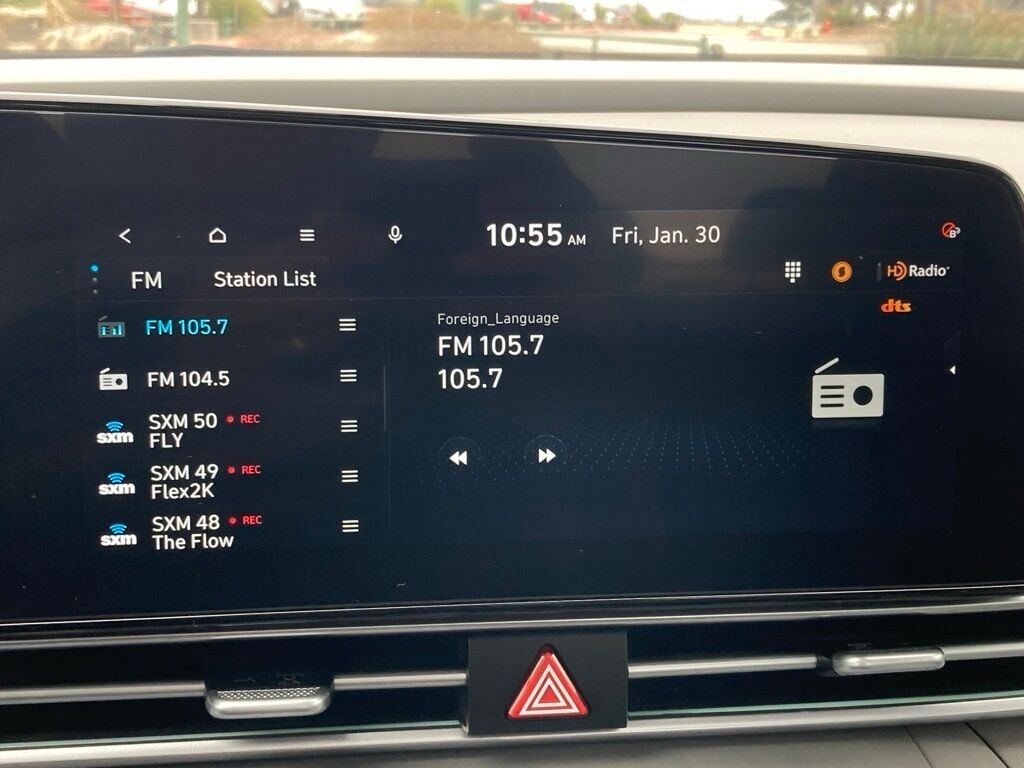 10:55 AM Fri, Jan. 30
FM Station List
HD Radio
dts
FM 105.7
FM 104.5
SXM 50 REC
FLY
sxm
SXM 49 REC
Flex2K
sxm
SXM 48 REC
The Flow
sxm
Foreign_Language
FM 105.7
105.7